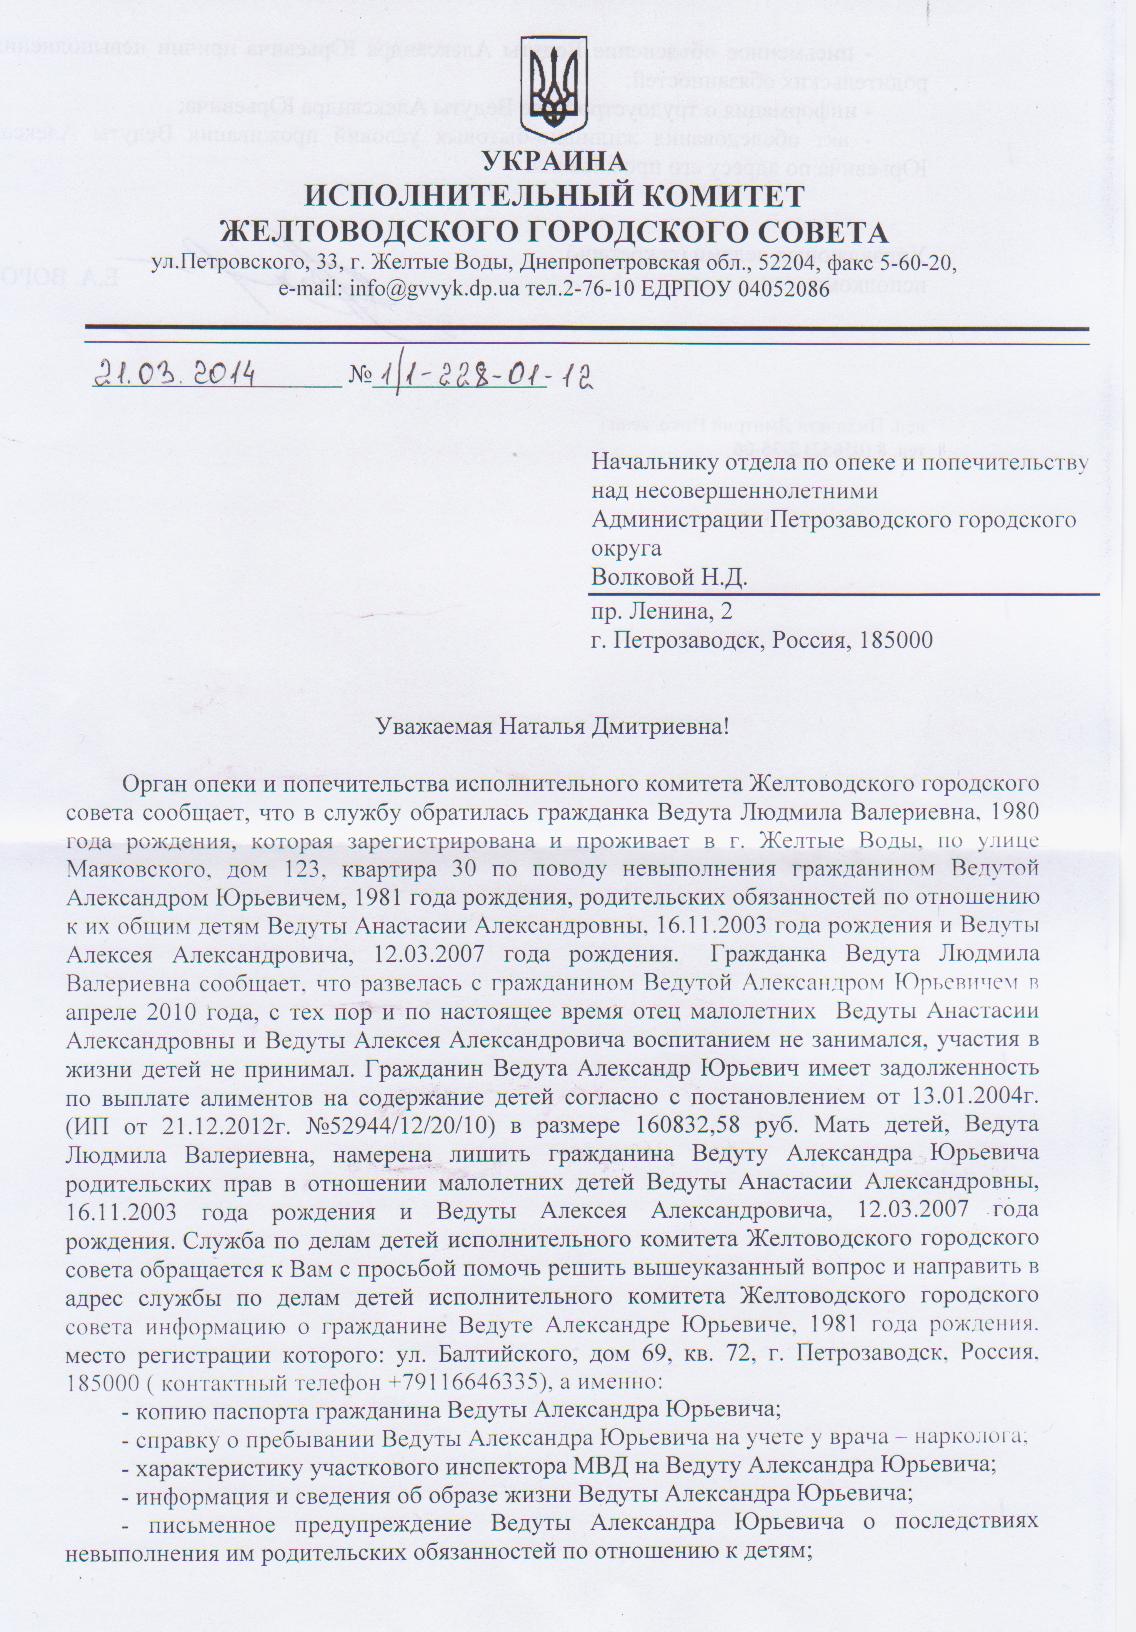 УКРАИНА
ИСПОЛНИТЕЛЬНЫЙ КОМИТЕТ
ЖЕЛТОВОДСКОГО ГОРОДСКОГО СОВЕТА
ул.Петровского, 33, г. Желтые Воды, Днепропетровская обл., 52204, факс 5-60-20,
e-mail: info@gvvyk.dp.ua тел.2-76-10 ЕДРПОУ 04052086
21.03.2014 № 1/1-228-01-12
Начальнику отдела по опеке и попечительству
над несовершеннолетними
Администрации Петрозаводского городского
округа
Волковой Н.Д.
пр. Ленина, 2
г. Петрозаводск, Россия, 185000
Уважаемая Наталья Дмитриевна!
Орган опеки и попечительства исполнительного комитета Желтоводского городского
совета сообщает, что в службу обратилась гражданка Ведута Людмила Валериевна, 1980
года рождения, которая зарегистрирована и проживает в г. Желтые Воды, по улице
Маяковского, дом 123, квартира 30 по поводу невыполнения гражданином Ведутой
Александром Юрьевичем, 1981 года рождения, родительских обязанностей по отношению
к их общим детям Ведуты Анастасии Александровны, 16.11.2003 года рождения и Ведуты
Алексея Александровича, 12.03.2007 года рождения. Гражданка Ведута Людмила
Валериевна сообщает, что развелась с гражданином Ведутой Александром Юрьевичем в
апреле 2010 года, с тех пор и по настоящее время отец малолетних Ведуты Анастасии
Александровны и Ведуты Алексея Александровича воспитанием не занимался, участия в
жизни детей не принимал. Гражданин Ведута Александр Юрьевич имеет задолженность
по выплате алиментов на содержание детей согласно с постановлением от 13.01.2004г.
(ИП от 21.12.2012г. №52944/12/20/10) в размере 160832,58 руб. Мать детей, Ведута
Людмила Валериевна, намерена лишить гражданина Ведуту Александра Юрьевича
родительских прав в отношении малолетних детей Ведуты Анастасии Александровны,
16.11.2003 года рождения и Ведуты Алексея Александровича, 12.03.2007 года
рождения. Служба по делам детей исполнительного комитета Желтоводского городского
совета обращается к Вам с просьбой помочь решить вышеуказанный вопрос и направить в
адрес службы по делам детей исполнительного комитета Желтоводского городского
совета информацию о гражданине Ведуте Александре Юрьевиче, 1981 года рождения.
место регистрации которого: ул. Балтийского, дом 69, кв. 72, г. Петрозаводск, Россия,
185000 ( контактный телефон +79116646335), а именно:
- копию паспорта гражданина Ведуты Александра Юрьевича;
- справку о пребывании Ведуты Александра Юрьевича на учете у врача – нарколога;
- характеристику участкового инспектора МВД на Ведуту Александра Юрьевича;
- информация и сведения об образе жизни Ведуты Александра Юрьевича;
- письменное предупреждение Ведуты Александра Юрьевича о последствиях
невыполнения им родительских обязанностей по отношению к детям;